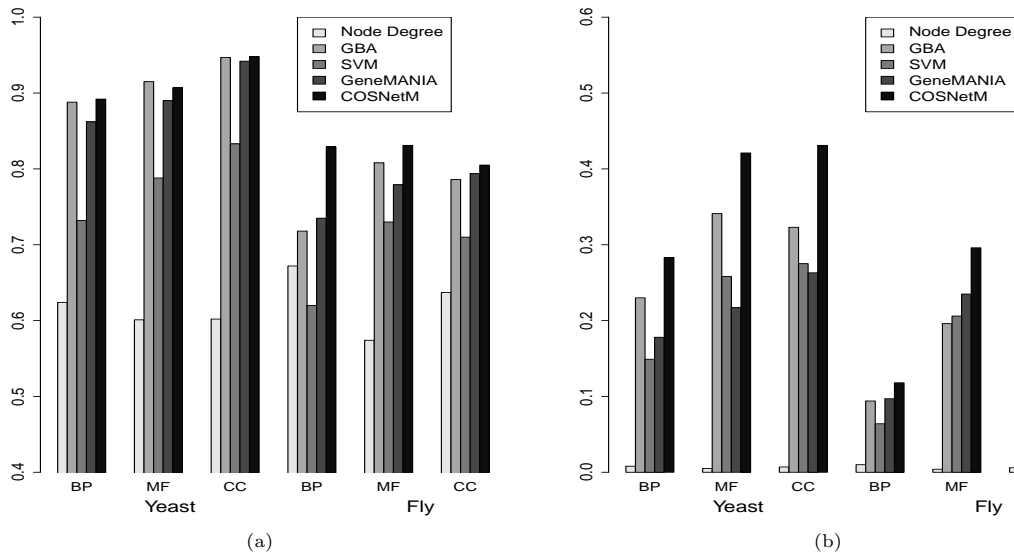 1.0
0.9
0.8
0.7
0.6
0.5
0.4
Node Degree
GBA
SVM
GeneMANIA
COSNetM
BP MF CC BP MF CC
Yeast Fly
(a)
0.6
0.5
0.4
0.3
0.2
0.1
0.0
Node Degree
GBA
SVM
GeneMANIA
COSNetM
BP MF CC BP MF
Yeast Fly
(b)